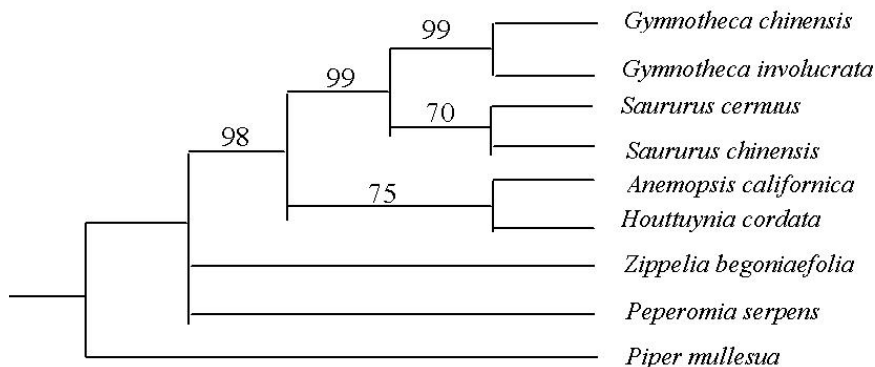 99
Gymnotheca chinensis
Gymnotheca involucrata
99
70
Saururus cernuus
98
Saururus chinensis
75
Anemopsis californica
Houttuynia cordata
Zippelia begoniaefolia
Peperomia serpens
Piper mullesua